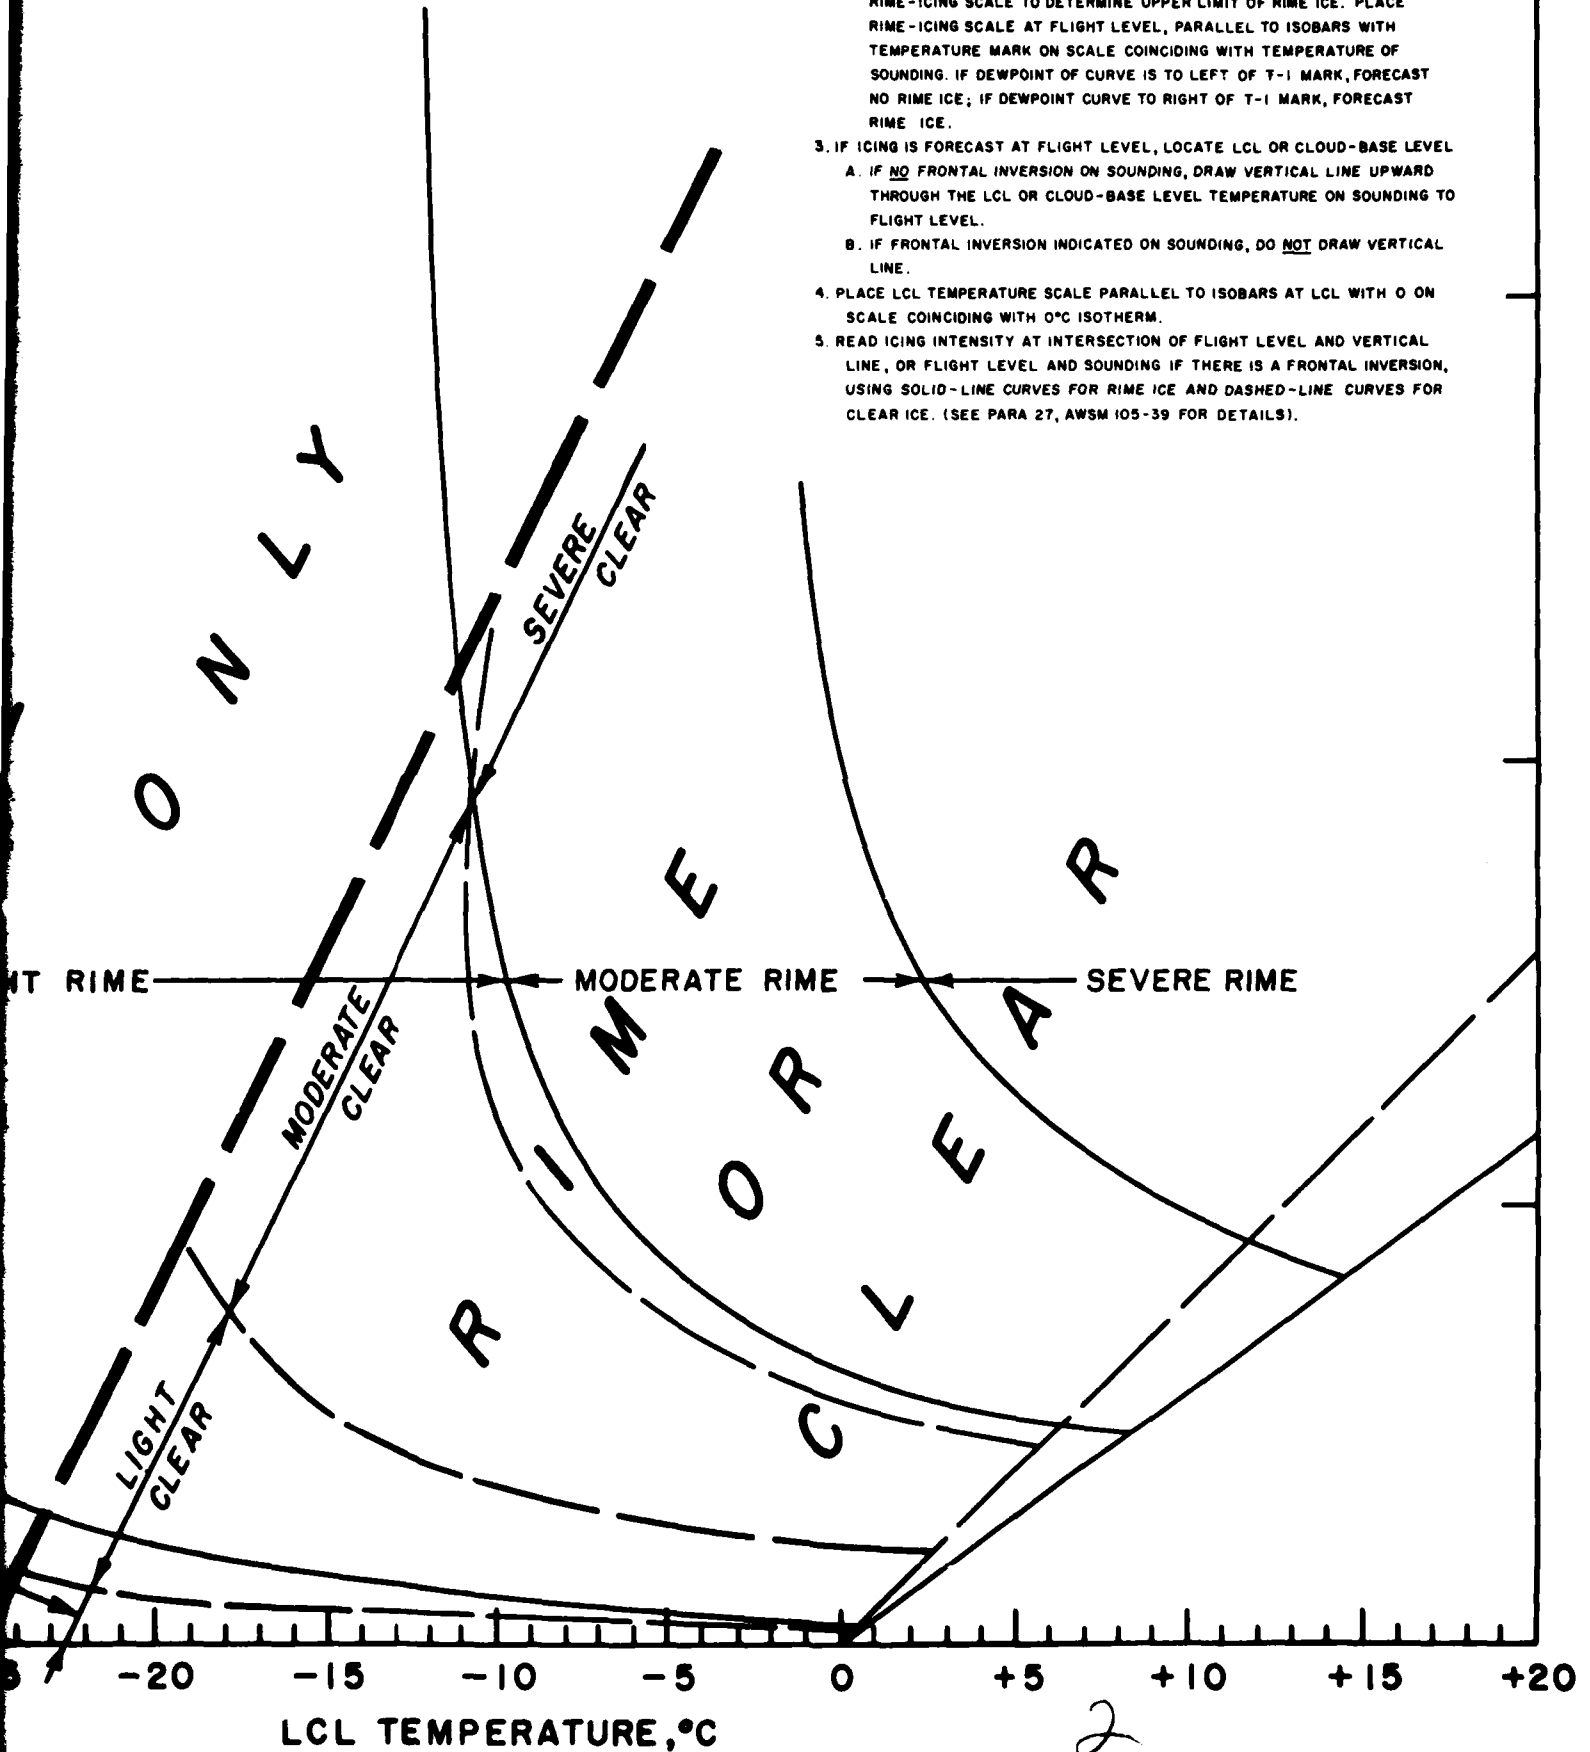 RIME-ICING SCALE TO DETERMINE UPPER LIMIT OF RIME ICE. PLACE
RIME-ICING SCALE AT FLIGHT LEVEL, PARALLEL TO ISOBARS WITH
TEMPERATURE MARK ON SCALE COINCIDING WITH TEMPERATURE OF
SOUNDING. IF DEWPOINT OF CURVE IS TO LEFT OF T-1 MARK, FORECAST
NO RIME ICE; IF DEWPOINT CURVE TO RIGHT OF T-1 MARK, FORECAST
RIME ICE.
3. IF ICING IS FORECAST AT FLIGHT LEVEL, LOCATE LCL OR CLOUD-BASE LEVEL
A. IF NO FRONTAL INVERSION ON SOUNDING, DRAW VERTICAL LINE UPWARD
THROUGH THE LCL OR CLOUD-BASE LEVEL TEMPERATURE ON SOUNDING TO
FLIGHT LEVEL.
B. IF FRONTAL INVERSION INDICATED ON SOUNDING, DO NOT DRAW VERTICAL
LINE.
4. PLACE LCL TEMPERATURE SCALE PARALLEL TO ISOBARS AT LCL WITH 0 ON
SCALE COINCIDING WITH 0°C ISOTHERM.
5. READ ICING INTENSITY AT INTERSECTION OF FLIGHT LEVEL AND VERTICAL
LINE, OR FLIGHT LEVEL AND SOUNDING IF THERE IS A FRONTAL INVERSION,
USING SOLID-LINE CURVES FOR RIME ICE AND DASHED-LINE CURVES FOR
CLEAR ICE. (SEE PARA 27, AWSM 105-39 FOR DETAILS).
ONLY
SEVERE
CLEAR
HT RIME
MODERATE RIME
SEVERE RIME
MODERATE
CLEAR
RIME
OR
CLEAR
LIGHT
CLEAR
-20 -15 -10 -5 0 +5 +10 +15 +20
LCL TEMPERATURE,°C
2